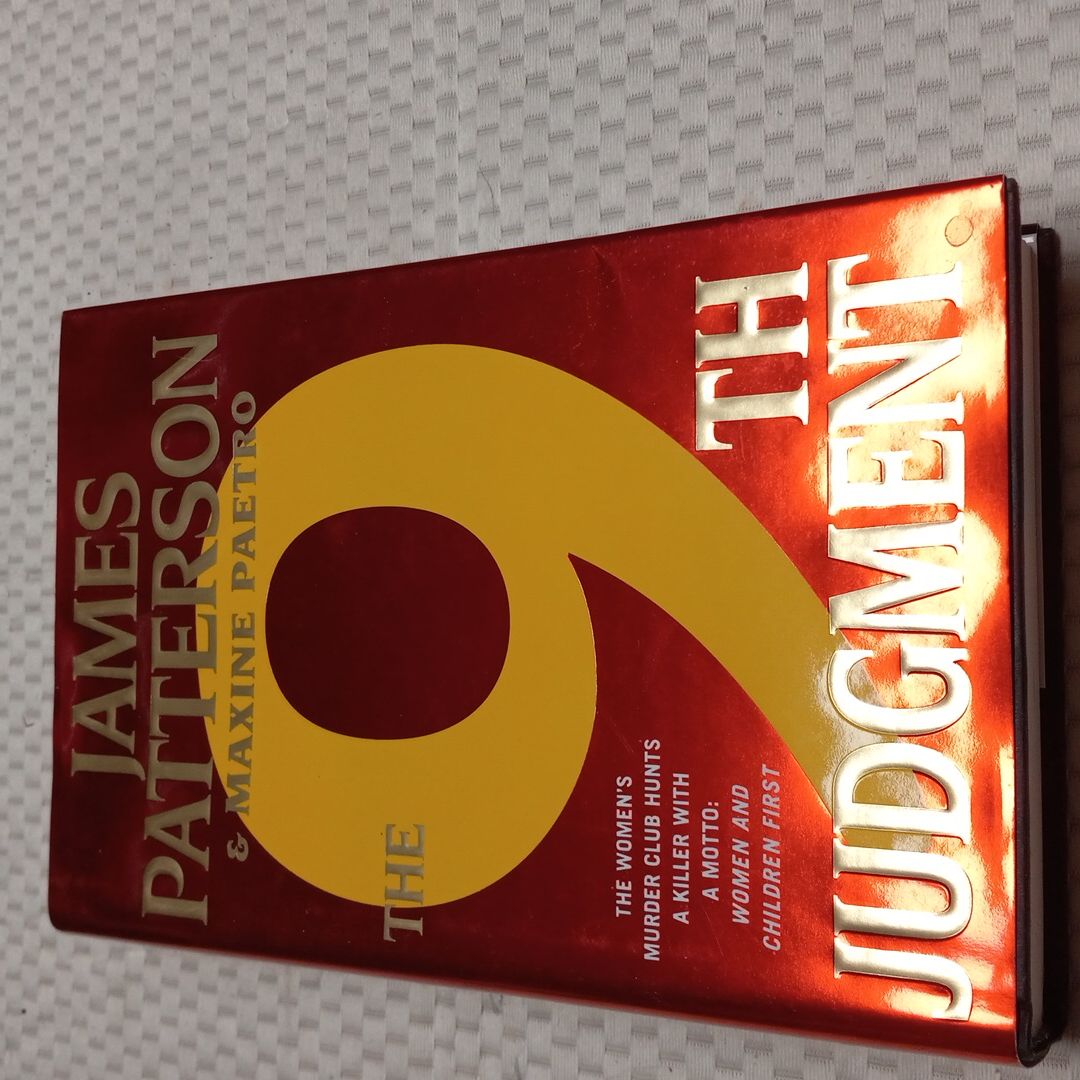 JAMES
PATTERSON
& MAXINE PAETRO
THE
9
TH
JUDGMENT.
THE WOMEN'S
MURDER CLUB HUNTS
A KILLER WITH
A MOTTO:
WOMEN AND
CHILDREN FIRST